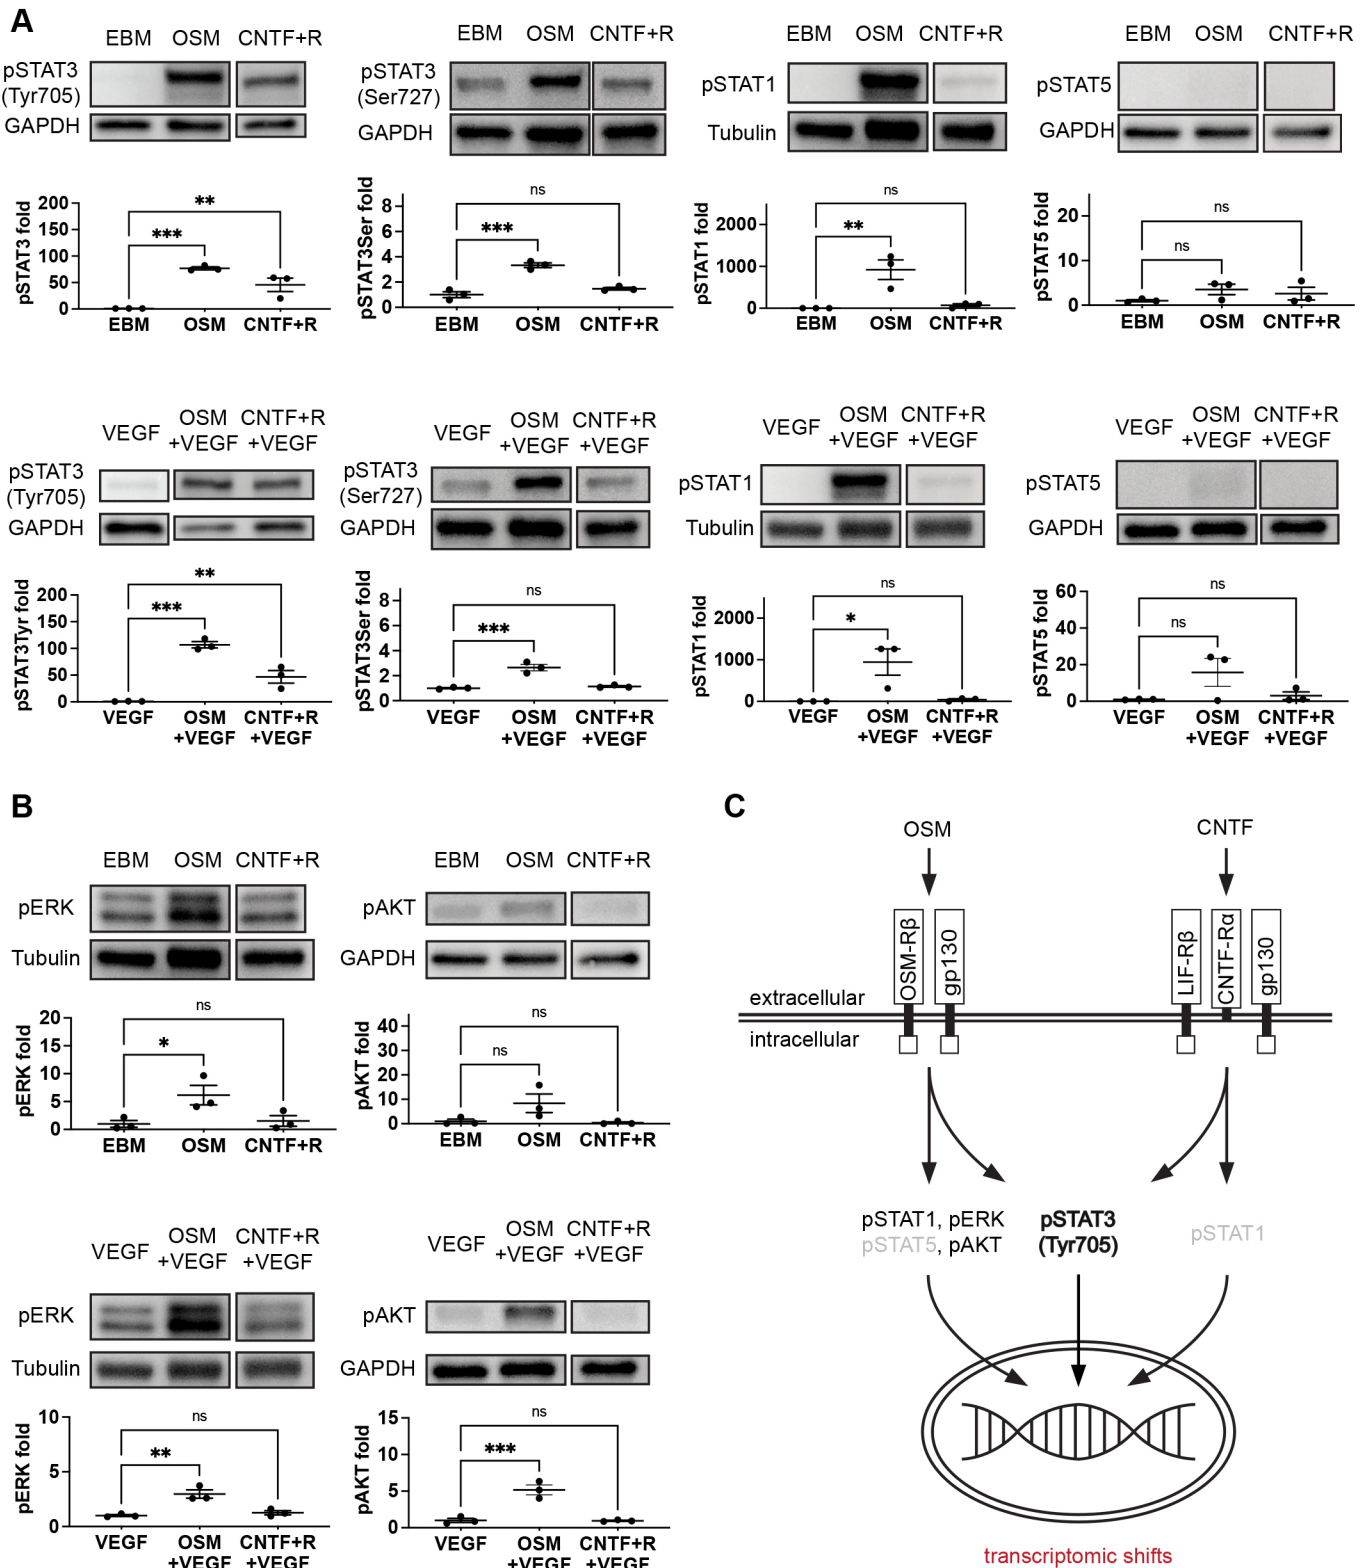 A
EBM OSM CNTF+R
pSTAT3
(Tyr705)
GAPDH
EBM OSM CNTF+R
pSTAT3
(Ser727)
GAPDH
EBM OSM CNTF+R
pSTAT1
Tubulin
EBM OSM CNTF+R
pSTAT5
GAPDH
pSTAT3 fold
200
150
100
50
0
**
***
EBM OSM CNTF+R
pSTAT3Ser fold
8
6
4
2
0
ns
***
EBM OSM CNTF+R
pSTAT1 fold
2000
1000
0
ns
**
EBM OSM CNTF+R
pSTAT5 fold
20
10
0
ns
ns
EBM OSM CNTF+R
VEGF OSM CNTF+R
+VEGF +VEGF
pSTAT3
(Tyr705)
GAPDH
VEGF OSM CNTF+R
+VEGF +VEGF
pSTAT3
(Ser727)
GAPDH
VEGF OSM CNTF+R
+VEGF +VEGF
pSTAT1
Tubulin
VEGF OSM CNTF+R
+VEGF +VEGF
pSTAT5
GAPDH
pSTAT3Tyr fold
200
150
100
50
0
**
***
VEGF OSM CNTF+R
+VEGF +VEGF
pSTAT3Ser fold
8
6
4
2
0
ns
***
VEGF OSM CNTF+R
+VEGF +VEGF
pSTAT1 fold
2000
1000
0
ns
*
VEGF OSM CNTF+R
+VEGF +VEGF
pSTAT5 fold
60
40
20
0
ns
ns
VEGF OSM CNTF+R
+VEGF +VEGF
B
EBM OSM CNTF+R
pERK
Tubulin
EBM OSM CNTF+R
pAKT
GAPDH
pERK fold
20
15
10
5
0
ns
*
EBM OSM CNTF+R
pAKT fold
40
30
20
10
0
ns
ns
EBM OSM CNTF+R
VEGF OSM CNTF+R
+VEGF +VEGF
pERK
Tubulin
VEGF OSM CNTF+R
+VEGF +VEGF
pAKT
GAPDH
pERK fold
10
5
0
ns
**
VEGF OSM CNTF+R
+VEGF +VEGF
pAKT fold
15
10
5
0
ns
***
VEGF OSM CNTF+R
+VEGF +VEGF
C
OSM CNTF
OSM-Rβ
gp130
LIF-Rβ
CNTF-Rα
gp130
extracellular
intracellular
pSTAT1, pERK
pSTAT5, pAKT
pSTAT3
(Tyr705)
pSTAT1
transcriptomic shifts